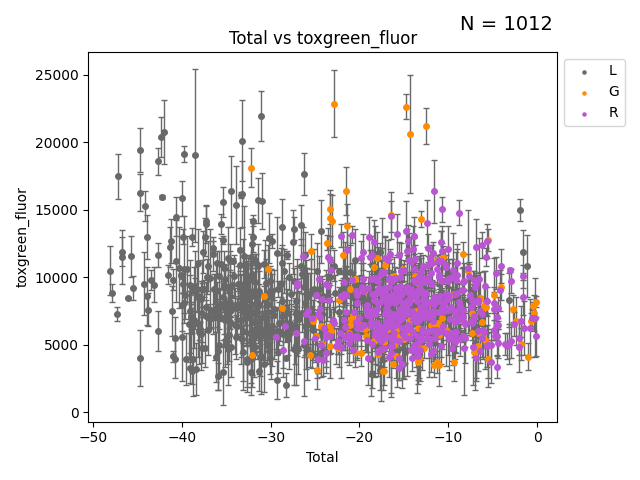 N = 1012
Total vs toxgreen_fluor
L
G
R
25000
20000
15000
10000
5000
0
toxgreen_fluor
−50 −40 −30 −20 −10 0
Total